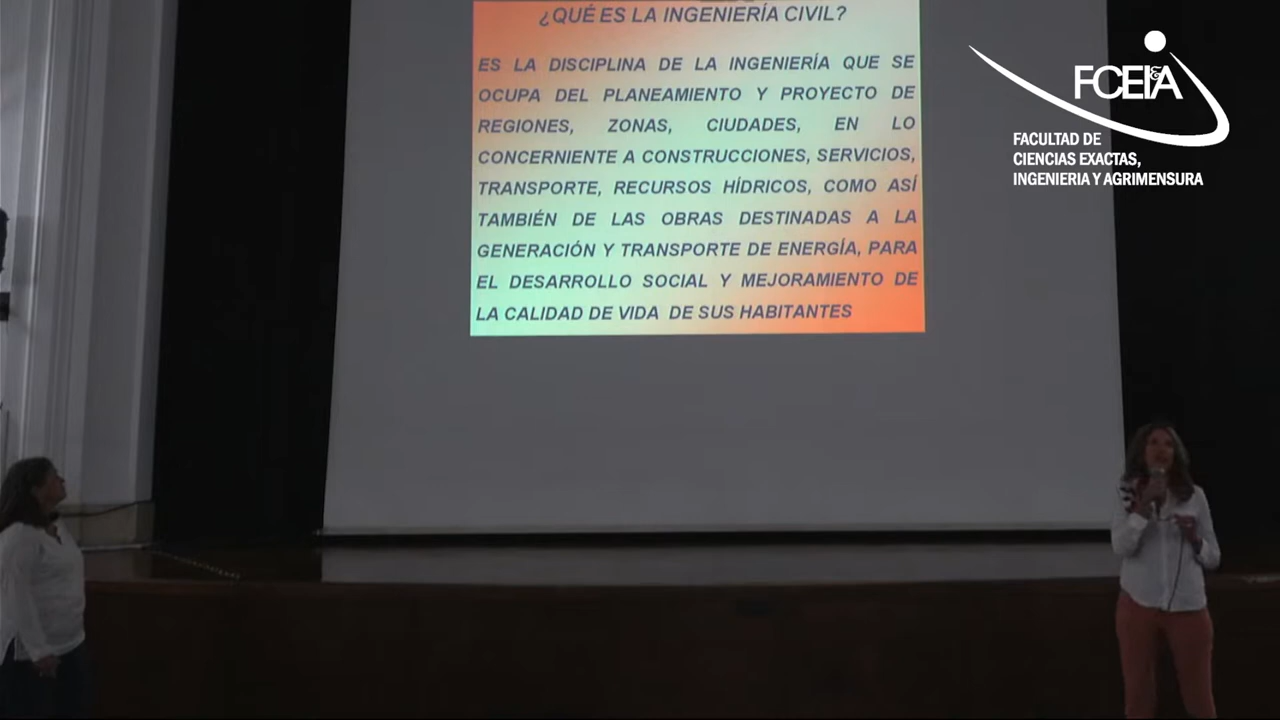 ¿QUÉ ES LA INGENIERÍA CIVIL?
ES LA DISCIPLINA DE LA INGENIERÍA QUE SE
OCUPA DEL PLANEAMIENTO Y PROYECTO DE
REGIONES, ZONAS, CIUDADES, EN LO
CONCERNIENTE A CONSTRUCCIONES, SERVICIOS,
TRANSPORTE, RECURSOS HÍDRICOS, COMO ASÍ
TAMBIÉN DE LAS OBRAS DESTINADAS A LA
GENERACIÓN Y TRANSPORTE DE ENERGÍA, PARA
EL DESARROLLO SOCIAL Y MEJORAMIENTO DE
LA CALIDAD DE VIDA DE SUS HABITANTES
FCEI&A
FACULTAD DE
CIENCIAS EXACTAS,
INGENIERIA Y AGRIMENSURA